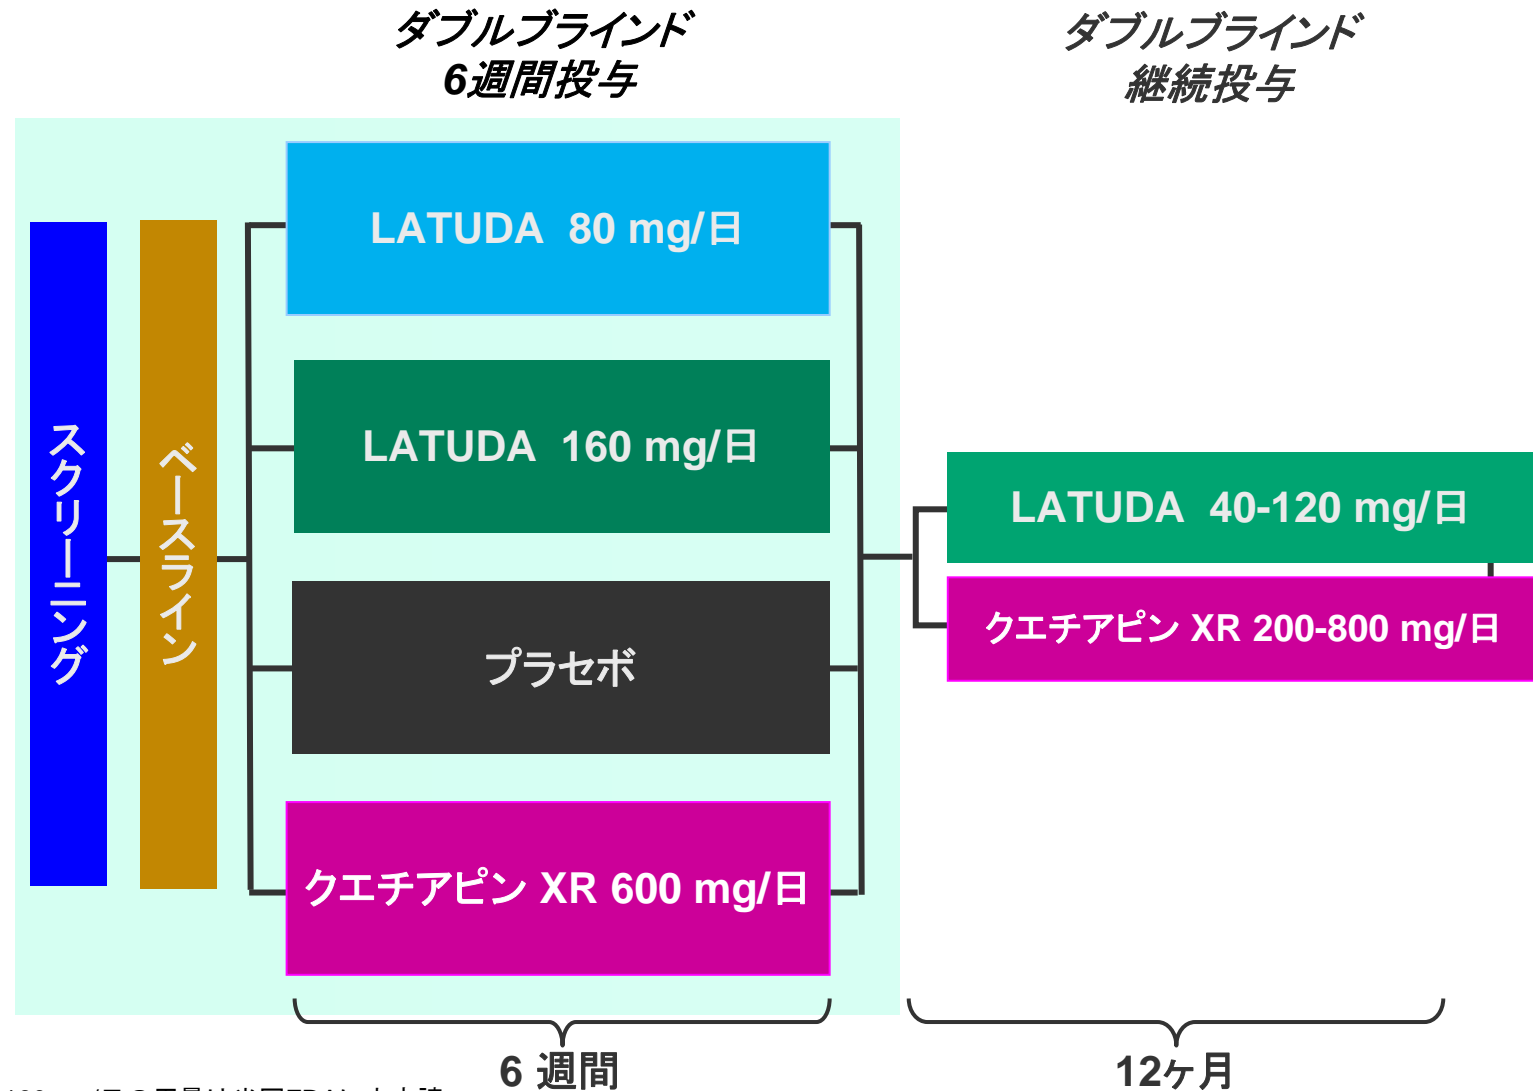 ダブルブラインド
6週間投与
ダブルブラインド
継続投与
スクリーニング
ベースライン
LATUDA 80 mg/日
LATUDA 160 mg/日
プラセボ
クエチアピン XR 600 mg/日
LATUDA 40-120 mg/日
クエチアピン XR 200-800 mg/日
6 週間
12ヶ月